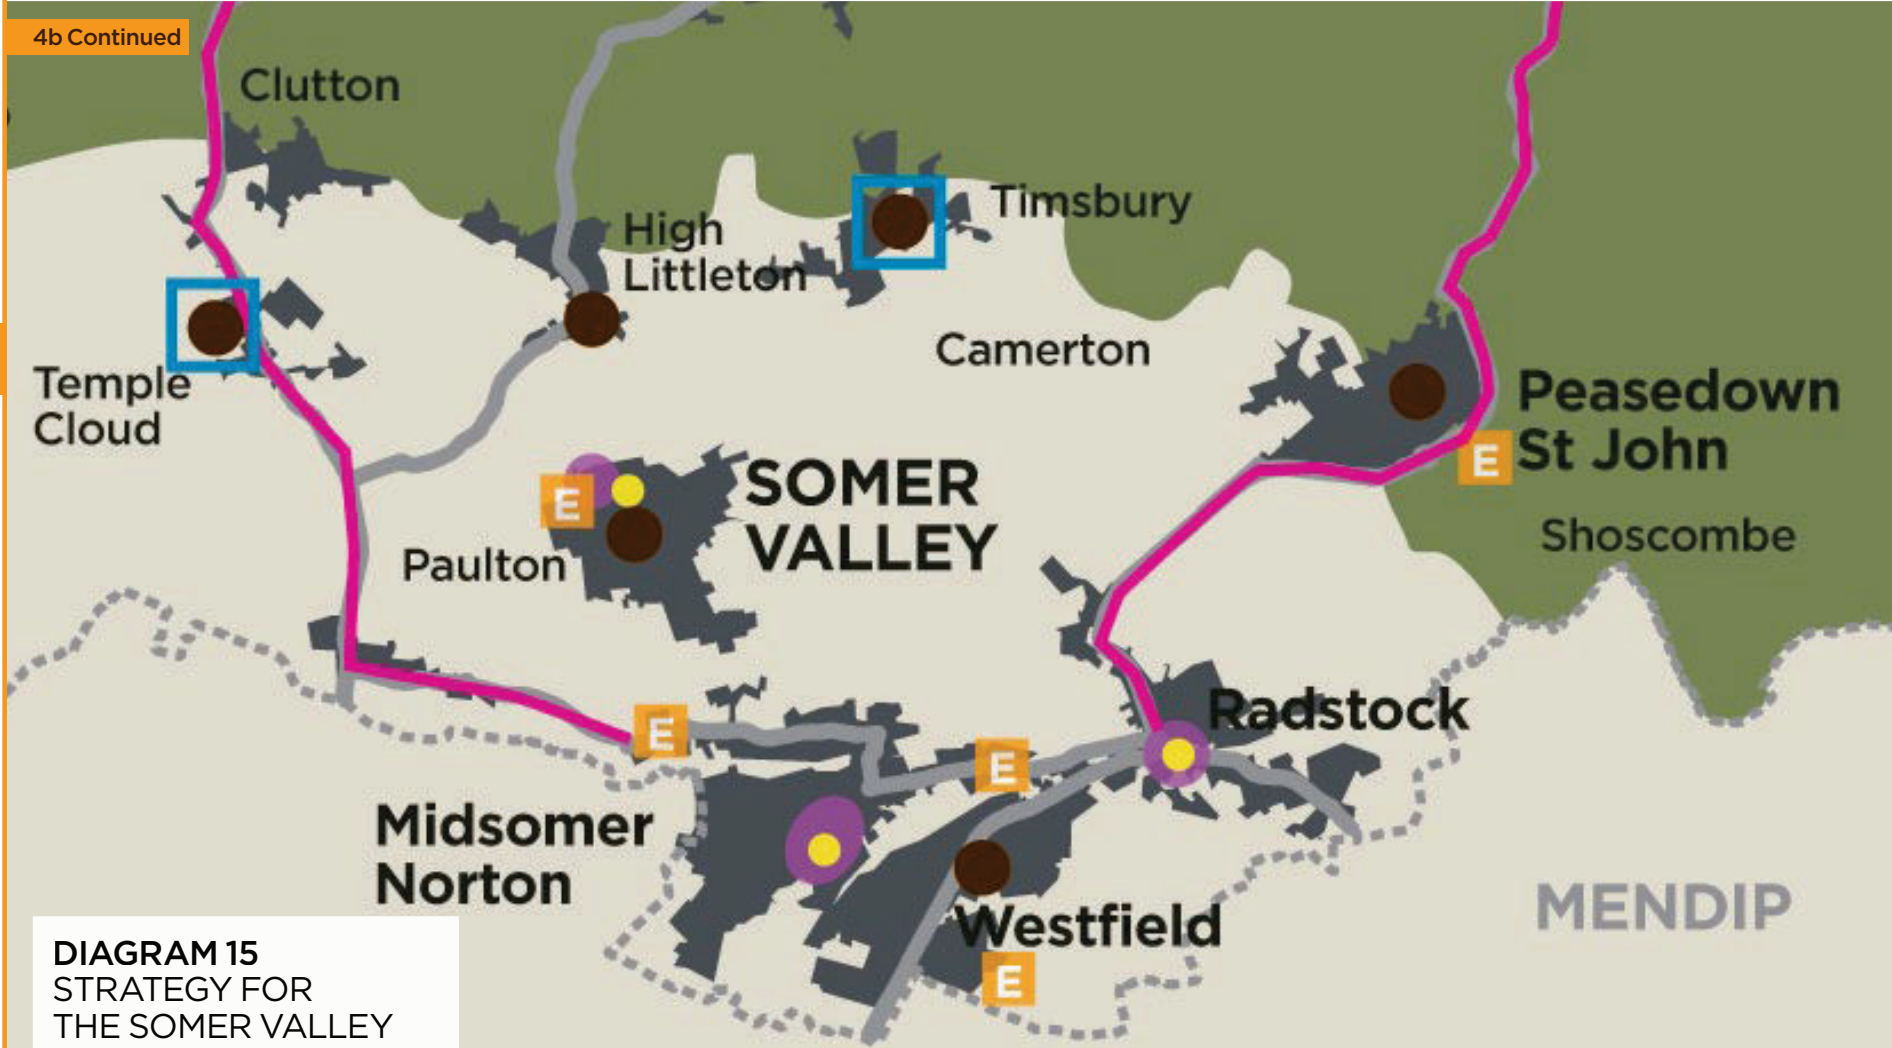 4b Continued
Clutton
Timsbury
High
Littleton
Camerton
Temple
Cloud
Peasedown
St John
E
SOMER
VALLEY
E
Paulton
Shoscombe
Radstock
E
E
Midsomer
Norton
MENDIP
Westfield
E
DIAGRAM 15
STRATEGY FOR
THE SOMER VALLEY